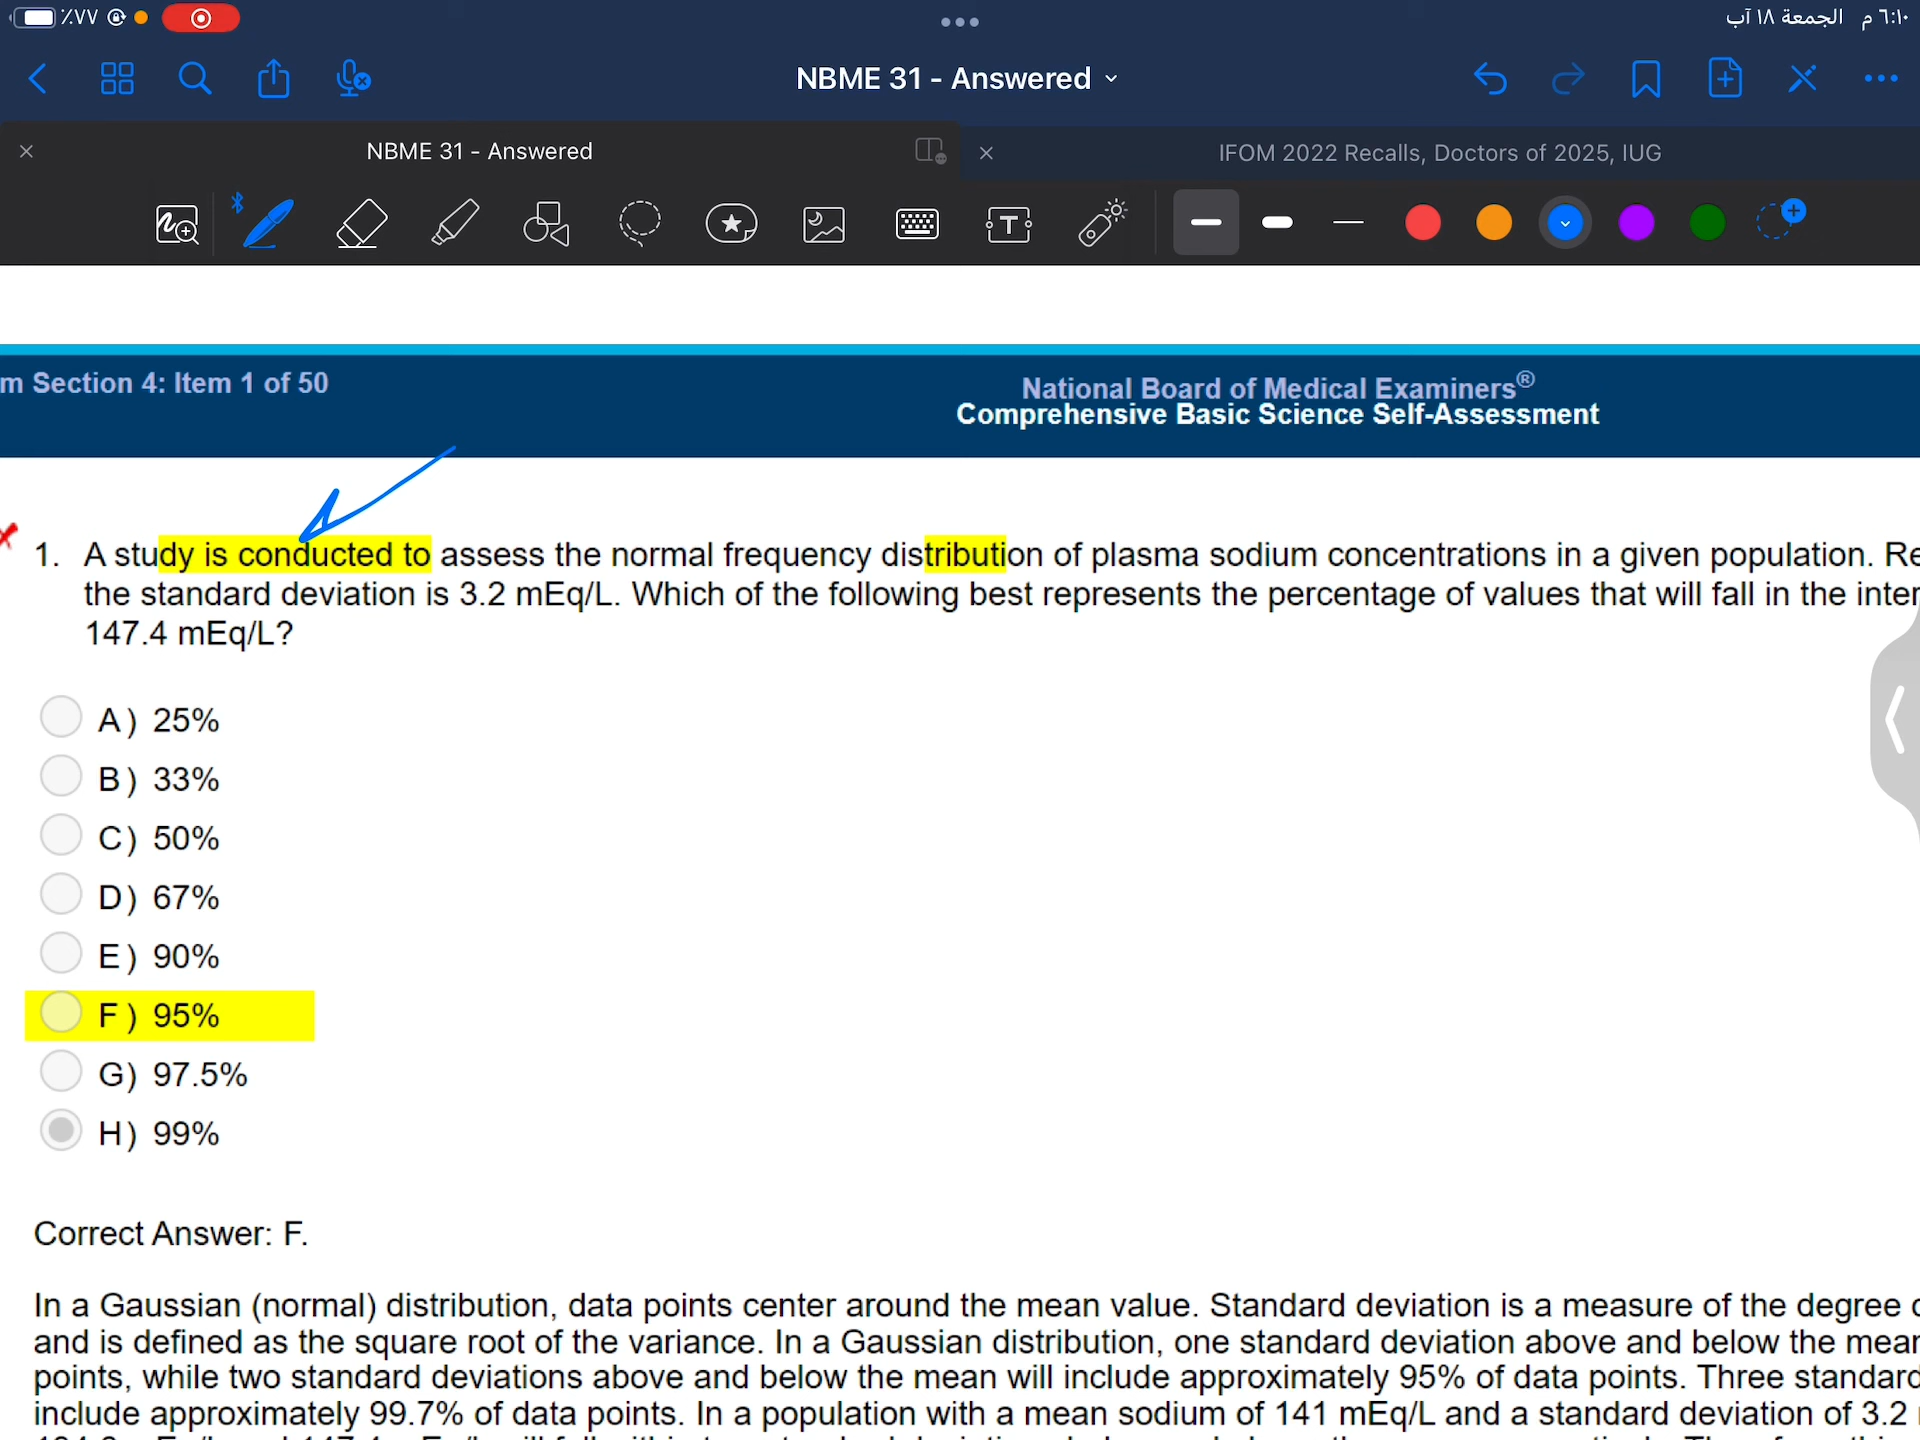 ٪٧٧
٦:١٠ م الجمعة ١٨ آب
NBME 31 - Answered
NBME 31 - Answered
IFOM 2022 Recalls, Doctors of 2025, IUG
T
m Section 4: Item 1 of 50
National Board of Medical Examiners®
Comprehensive Basic Science Self-Assessment
1. A study is conducted to assess the normal frequency distribution of plasma sodium concentrations in a given population. Re
the standard deviation is 3.2 mEq/L. Which of the following best represents the percentage of values that will fall in the inter
147.4 mEq/L?
A) 25%
B) 33%
C) 50%
D) 67%
E) 90%
F) 95%
G) 97.5%
H) 99%
Correct Answer: F.
In a Gaussian (normal) distribution, data points center around the mean value. Standard deviation is a measure of the degree o
and is defined as the square root of the variance. In a Gaussian distribution, one standard deviation above and below the mean
points, while two standard deviations above and below the mean will include approximately 95% of data points. Three standard
include approximately 99.7% of data points. In a population with a mean sodium of 141 mEq/L and a standard deviation of 3.2